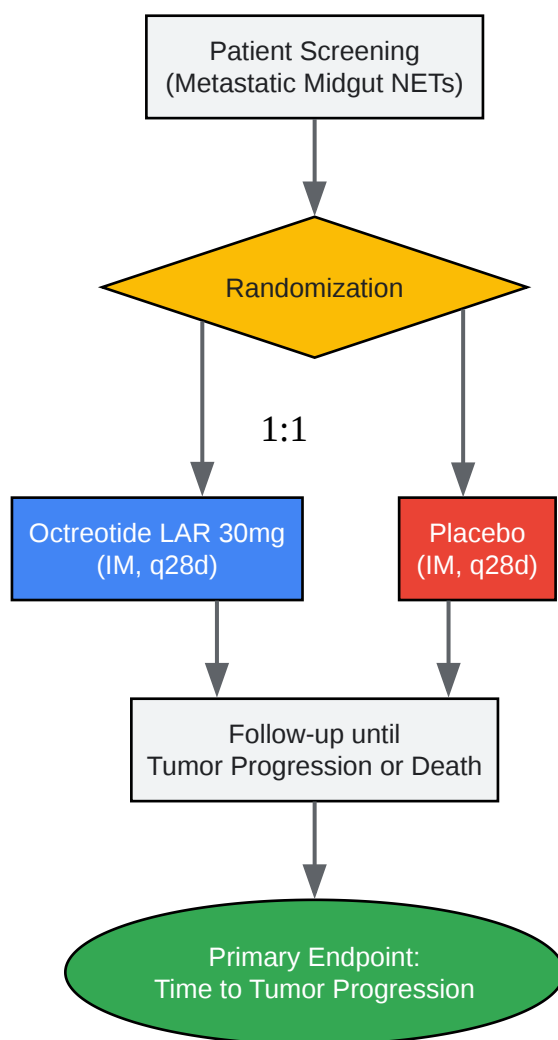 Patient Screening
(Metastatic Midgut NETs)
Randomization
1:1
Octreotide LAR 30mg
(IM, q28d)
Placebo
(IM, q28d)
Follow-up until
Tumor Progression or Death
Primary Endpoint:
Time to Tumor Progression